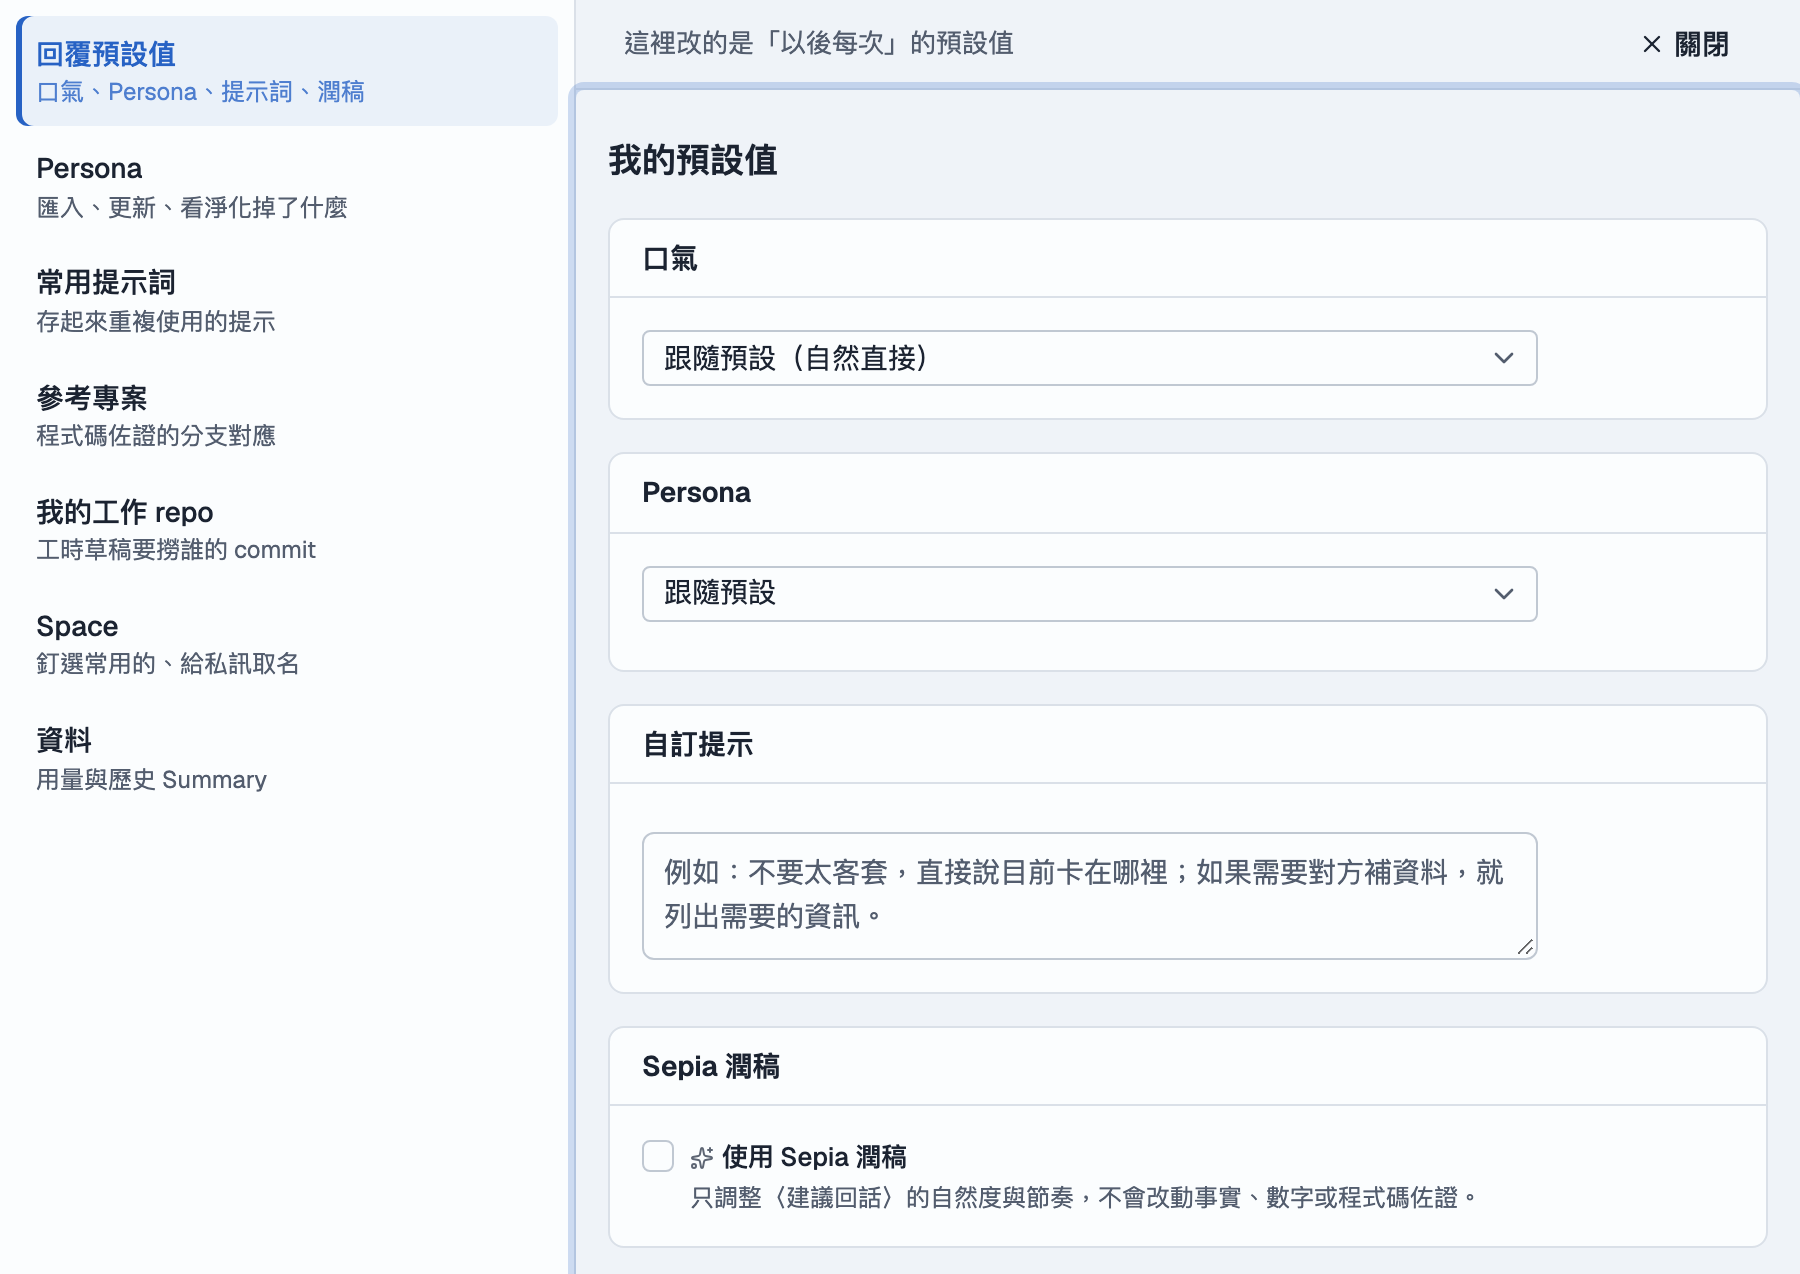 回覆預設值
口氣、Persona、提示詞、潤稿
Persona
匯入、更新、看淨化掉了什麼
常用提示詞
存起來重複使用的提示
參考專案
程式碼佐證的分支對應
我的工作 repo
工時草稿要撈誰的 commit
Space
釘選常用的、給私訊取名
資料
用量與歷史 Summary
這裡改的是「以後每次」的預設值
關閉
我的預設值
口氣
跟隨預設（自然直接）
Persona
跟隨預設
自訂提示
例如：不要太客套，直接說目前卡在哪裡；如果需要對方補資料，就
列出需要的資訊。
Sepia 潤稿
使用 Sepia 潤稿
只調整〈建議回話〉的自然度與節奏，不會改動事實、數字或程式碼佐證。